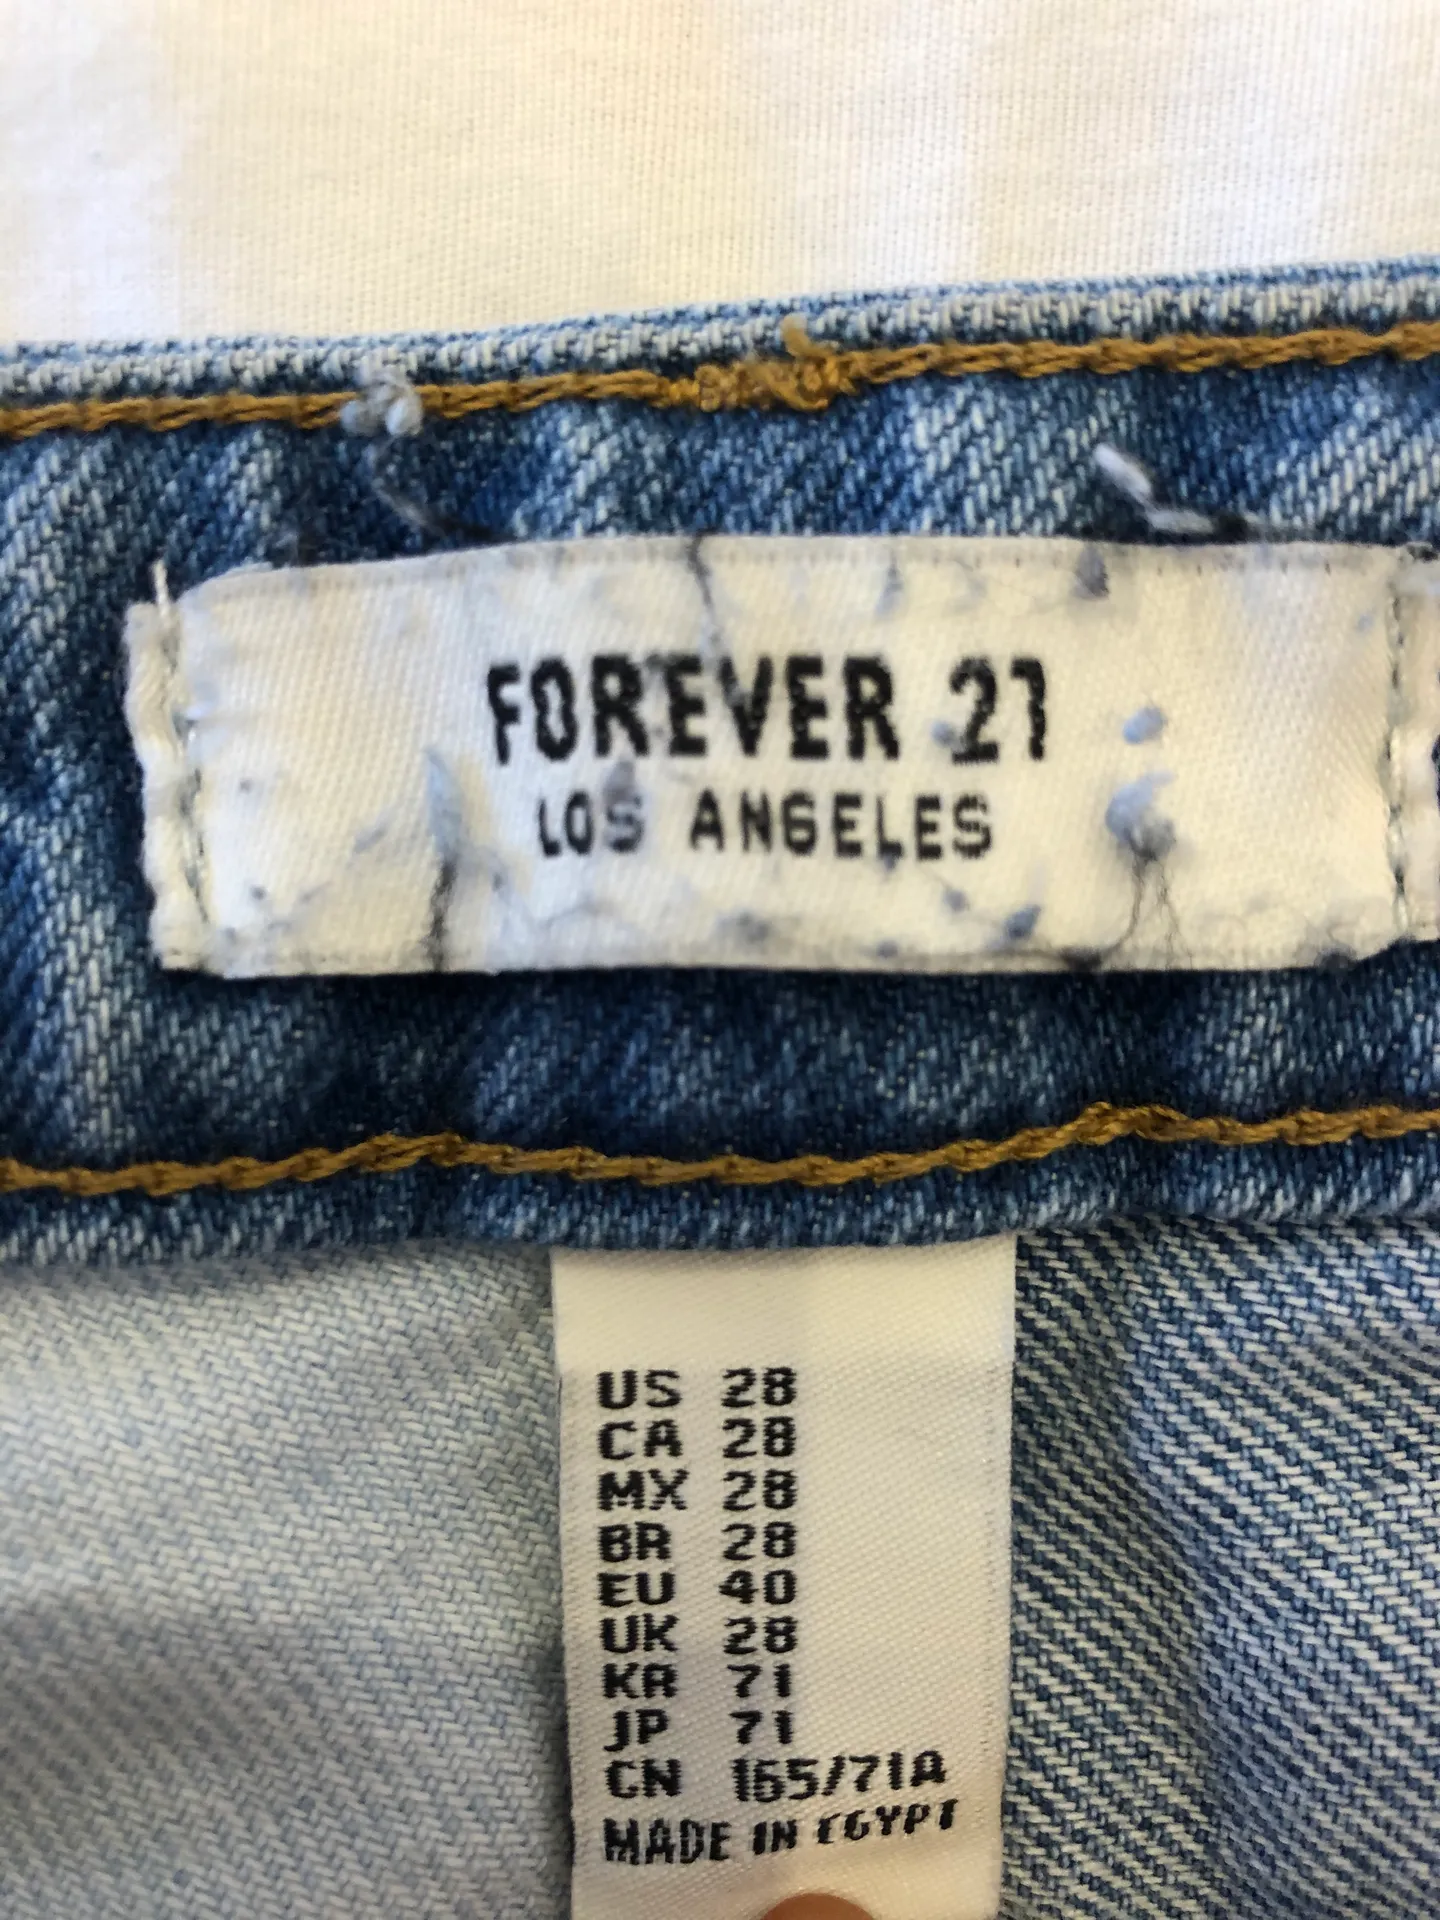 FOREVER 21
LOS ANGELES
US 28
CA 28
MX 28
BR 28
EU 40
UK 28
KR 71
JP 71
CN 165/71A
MADE IN EGYPT